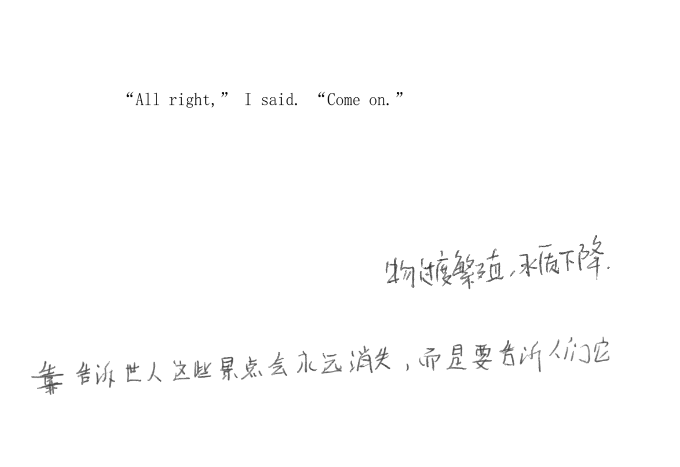 “All right,” I said. “Come on.”
物过度繁殖，水质下降.
告诉世人这些景点会永远消失，而是要告诉人们它